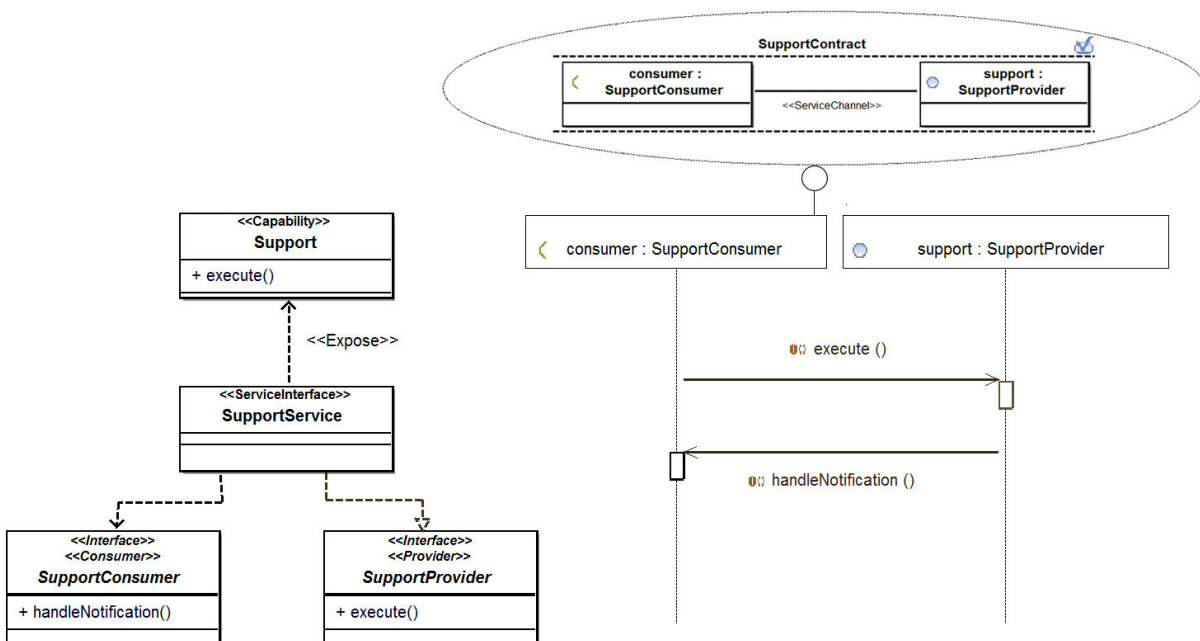 SupportContract
consumer :
SupportConsumer
<<ServiceChannel>>
support :
SupportProvider
consumer : SupportConsumer
support : SupportProvider
execute ()
handleNotification ()
<<Capability>>
Support
+ execute()
<<Expose>>
<<ServiceInterface>>
SupportService
<<Interface>>
<<Consumer>>
SupportConsumer
+ handleNotification()
<<Interface>>
<<Provider>>
SupportProvider
+ execute()